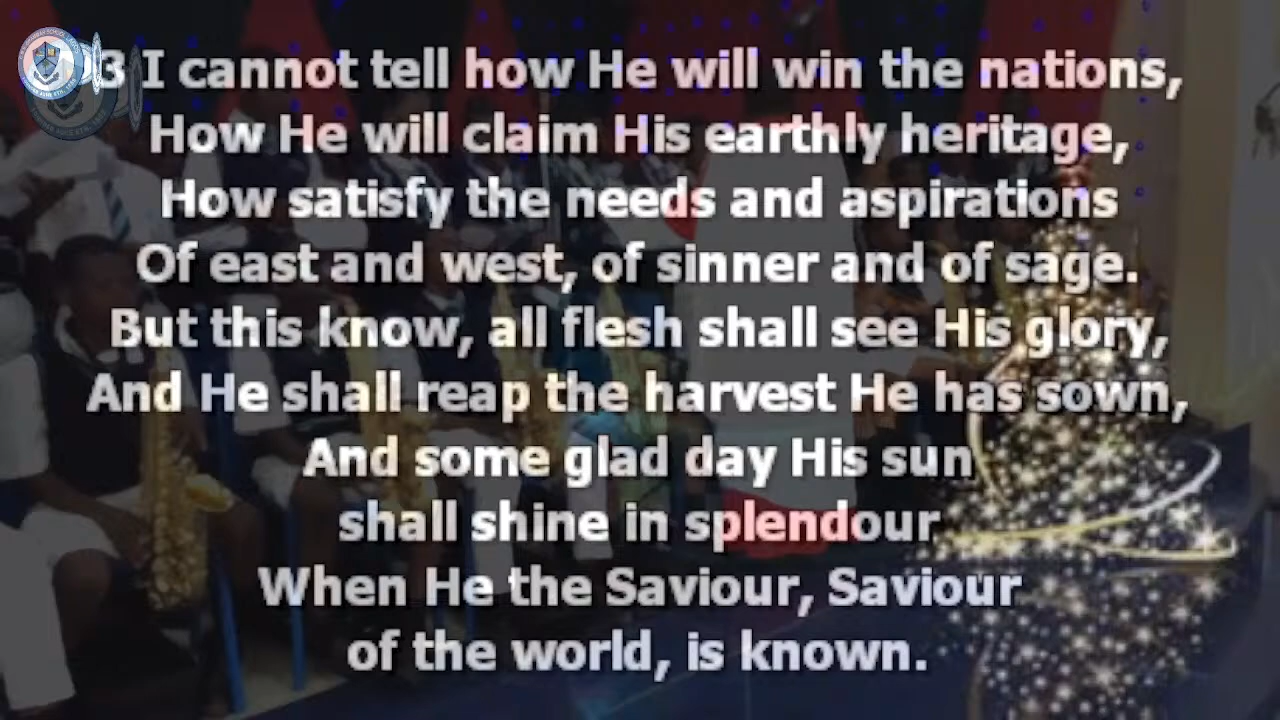 3 I cannot tell how He will win the nations,
How He will claim His earthly heritage,
How satisfy the needs and aspirations
Of east and west, of sinner and of sage.
But this know, all flesh shall see His glory,
And He shall reap the harvest He has sown,
And some glad day His sun
shall shine in splendour
When He the Saviour, Saviour
of the world, is known.